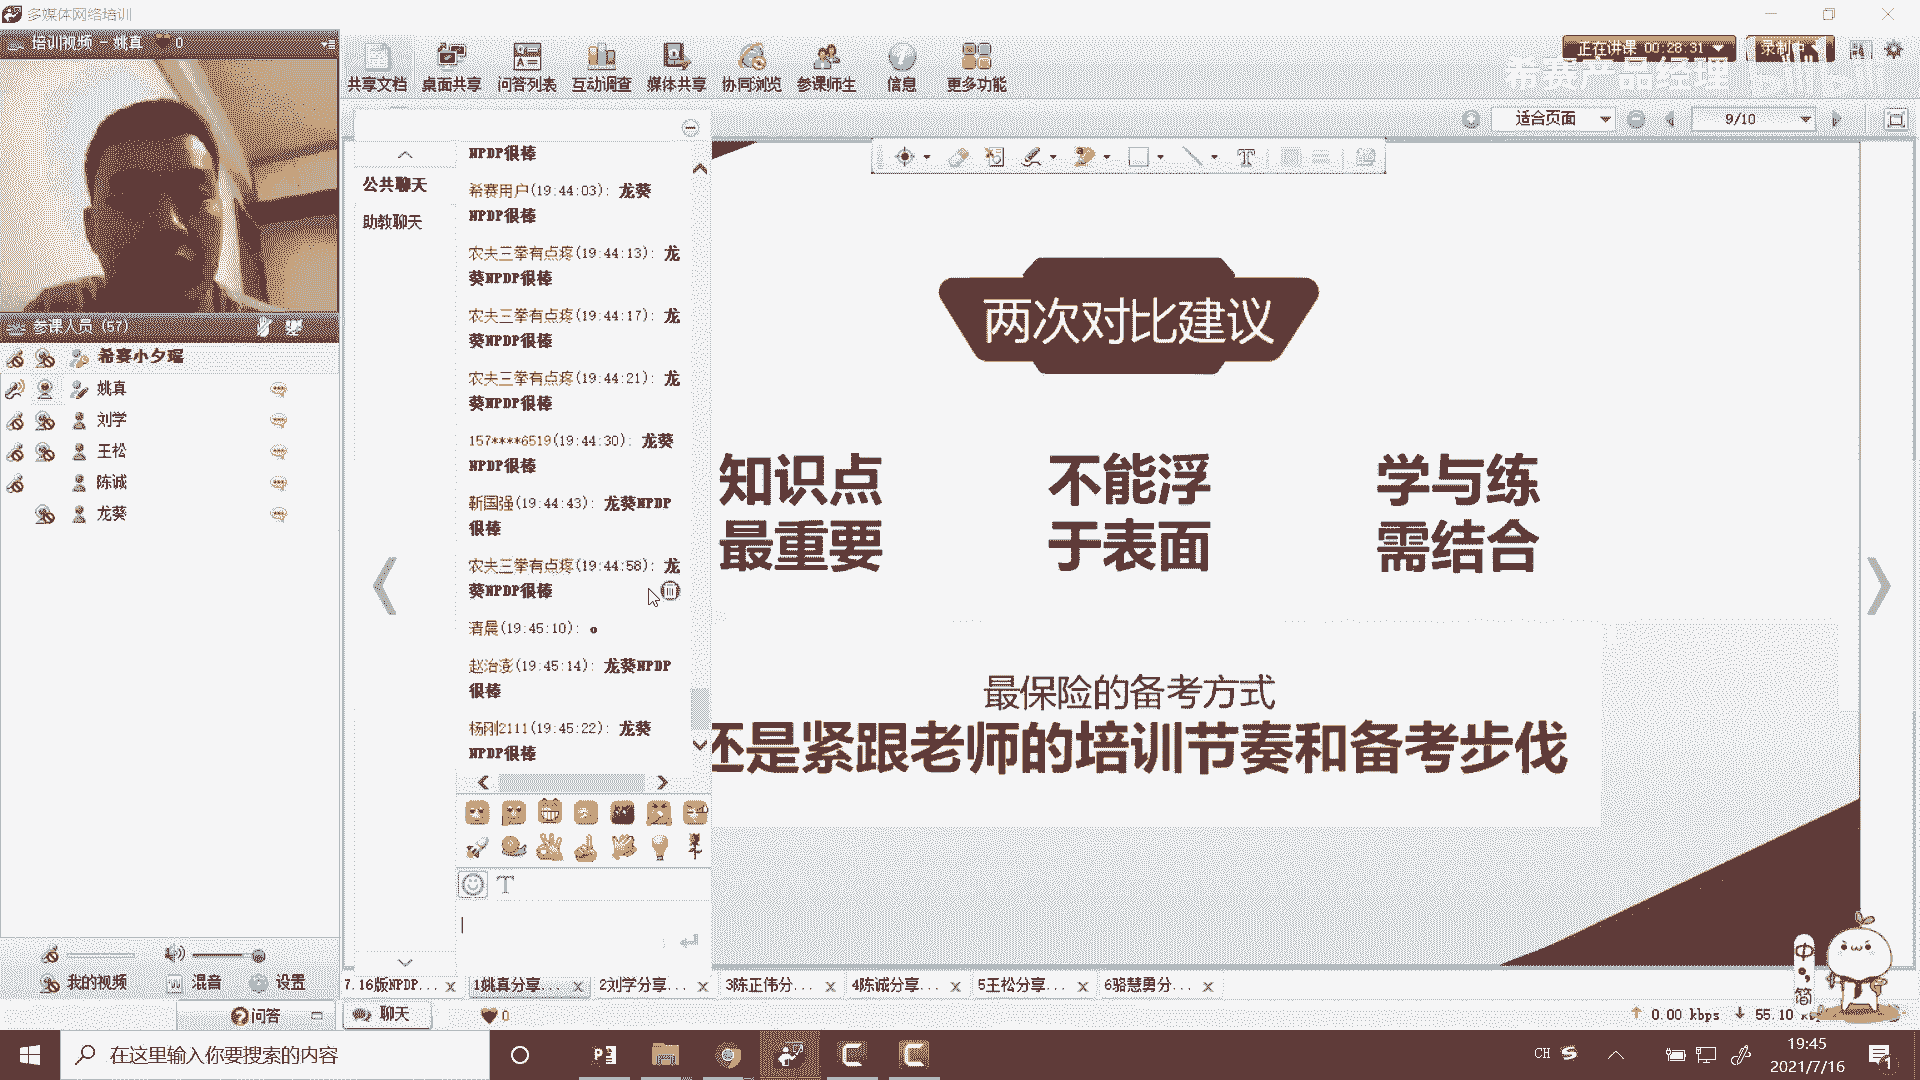 多媒体网络培训
培训视频 - 姚真 0
共享文档 桌面共享 问答列表 互动调查 媒体共享 协同浏览 参课师生 信息 更多功能
正在讲课 00:28:31
录制中
希赛产品经理
bilibili
适合页面
9/10
公共聊天
助教聊天
NPDP很棒
希赛用户(19:44:03): 龙葵
NPDP很棒
农夫三拳有点疼(19:44:13): 龙
葵NPDP很棒
农夫三拳有点疼(19:44:17): 龙
葵NPDP很棒
农夫三拳有点疼(19:44:21): 龙
葵NPDP很棒
157****6519(19:44:30): 龙葵
NPDP很棒
靳国强(19:44:43): 龙葵NPDP
很棒
农夫三拳有点疼(19:44:58): 龙
葵NPDP很棒
清晨(19:45:10):
赵治澎(19:45:14): 龙葵NPDP
很棒
杨刚2111(19:45:22): 龙葵
NPDP很棒
参课人员 (57)
希赛小夕瑶
姚真
刘学
王松
陈诚
龙葵
两次对比建议
知识点
最重要
不能浮
于表面
学与练
需结合
最保险的备考方式
还是紧跟老师的培训节奏和备考步伐
我的视频 混音 设置
问答
聊天
0
7.16版NPDP... 1姚真分享... 2刘学分享... 3陈正伟分... 4陈诚分享... 5王松分享... 6骆慧勇分...
中
简
0.00 kbps 55.10
在这里输入你要搜索的内容
CH
19:45
2021/7/16
1